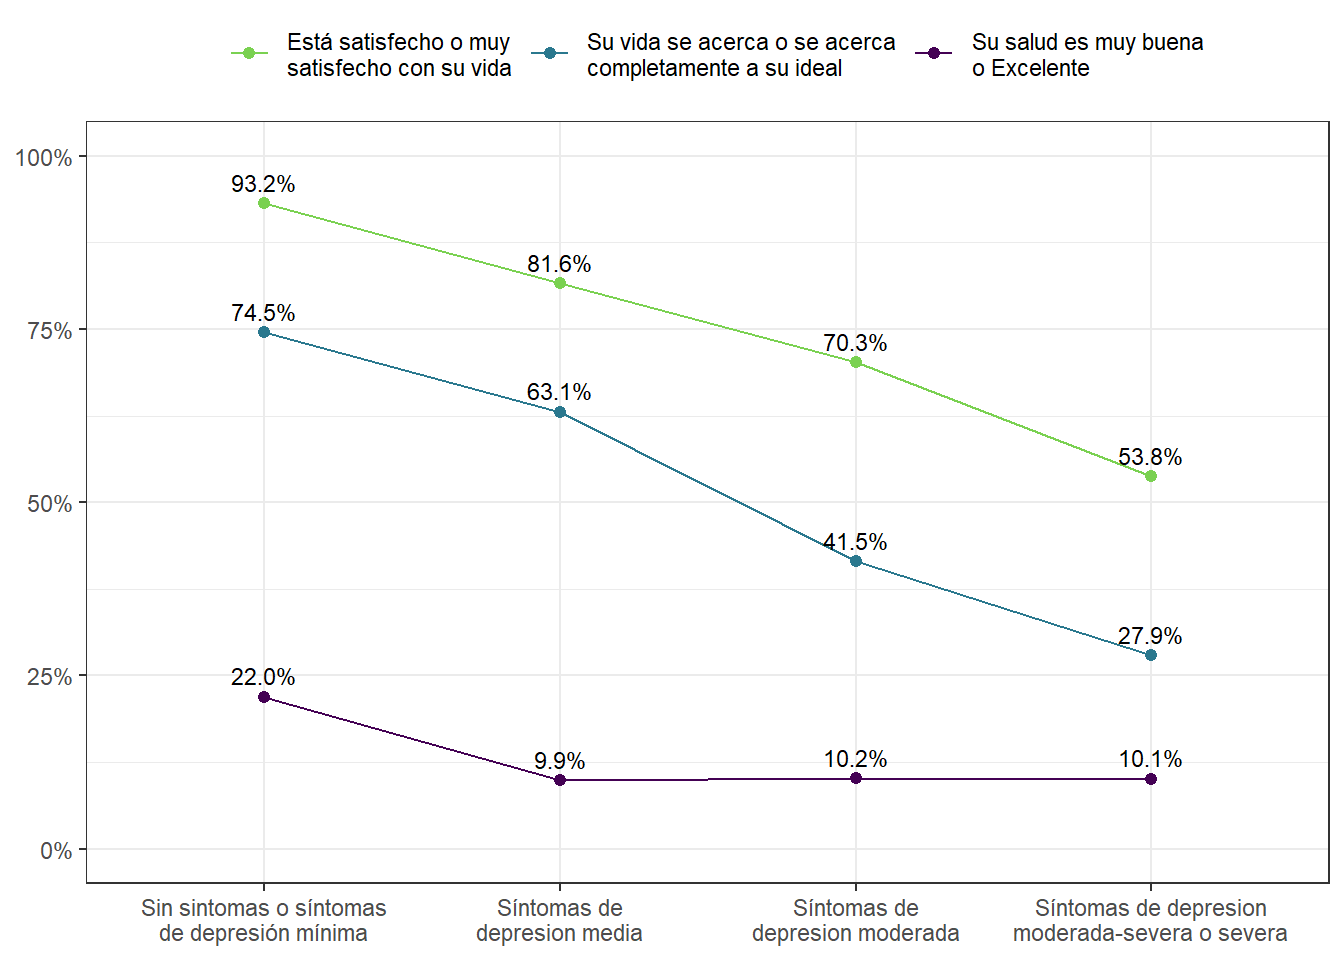 Está satisfecho o muy
satisfecho con su vida
Su vida se acerca o se acerca
completamente a su ideal
Su salud es muy buena
o Excelente
100%
75%
50%
25%
0%
93.2%
81.6%
70.3%
53.8%
74.5%
63.1%
41.5%
27.9%
22.0%
9.9%
10.2%
10.1%
Sin sintomas o síntomas
de depresión mínima
Síntomas de
depresion media
Síntomas de
depresion moderada
Síntomas de depresion
moderada-severa o severa